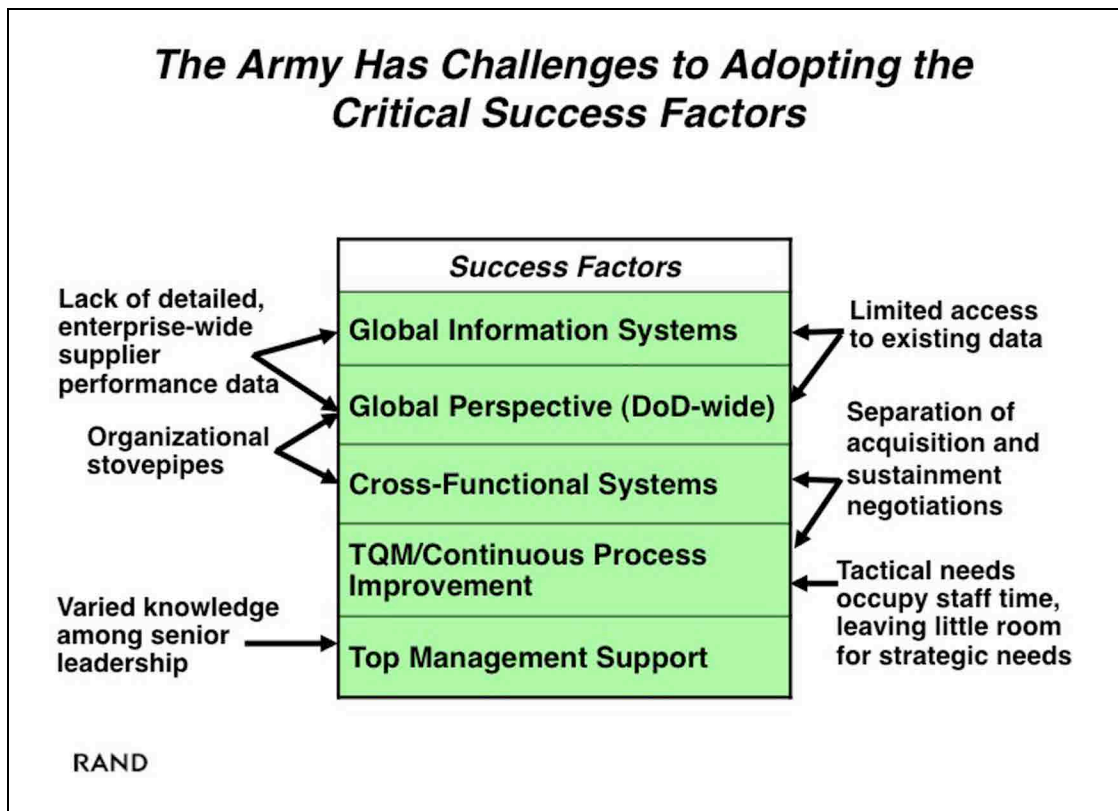 The Army Has Challenges to Adopting the
Critical Success Factors
Success Factors
Lack of detailed,
enterprise-wide
supplier
performance data
Organizational
stovepipes
Varied knowledge
among senior
leadership
Global Information Systems
Global Perspective (DoD-wide)
Cross-Functional Systems
TQM/Continuous Process
Improvement
Top Management Support
Limited access
to existing data
Separation of
acquisition and
sustainment
negotiations
Tactical needs
occupy staff time,
leaving little room
for strategic needs
RAND